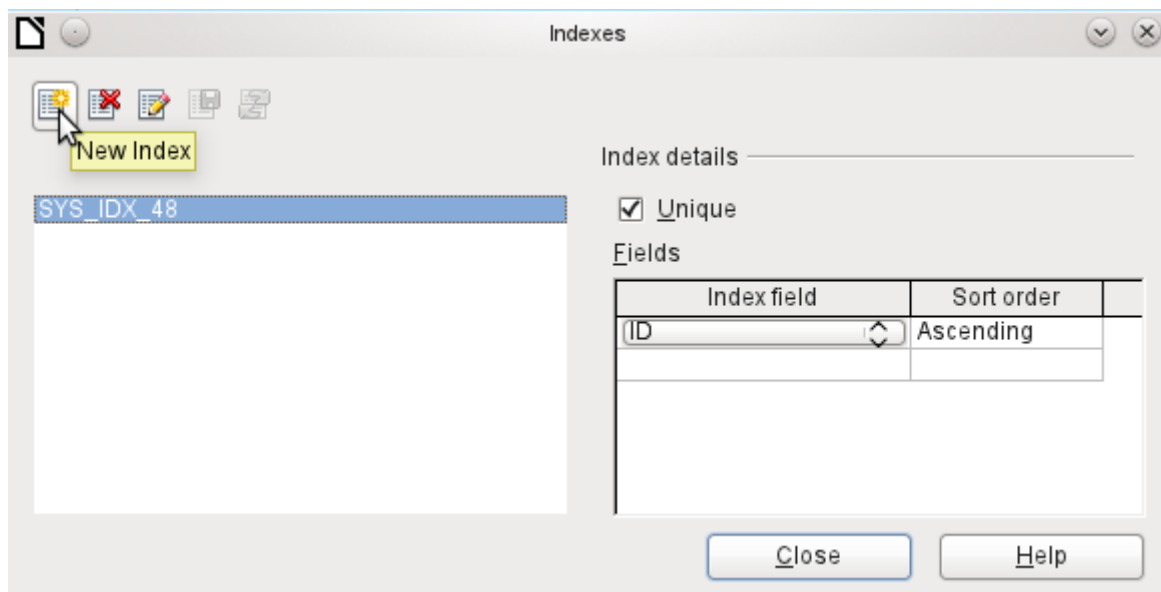 Indexes
New Index
Index details
SYS_IDX_48
Unique
Fields
Index field Sort order
ID Ascending
Close Help